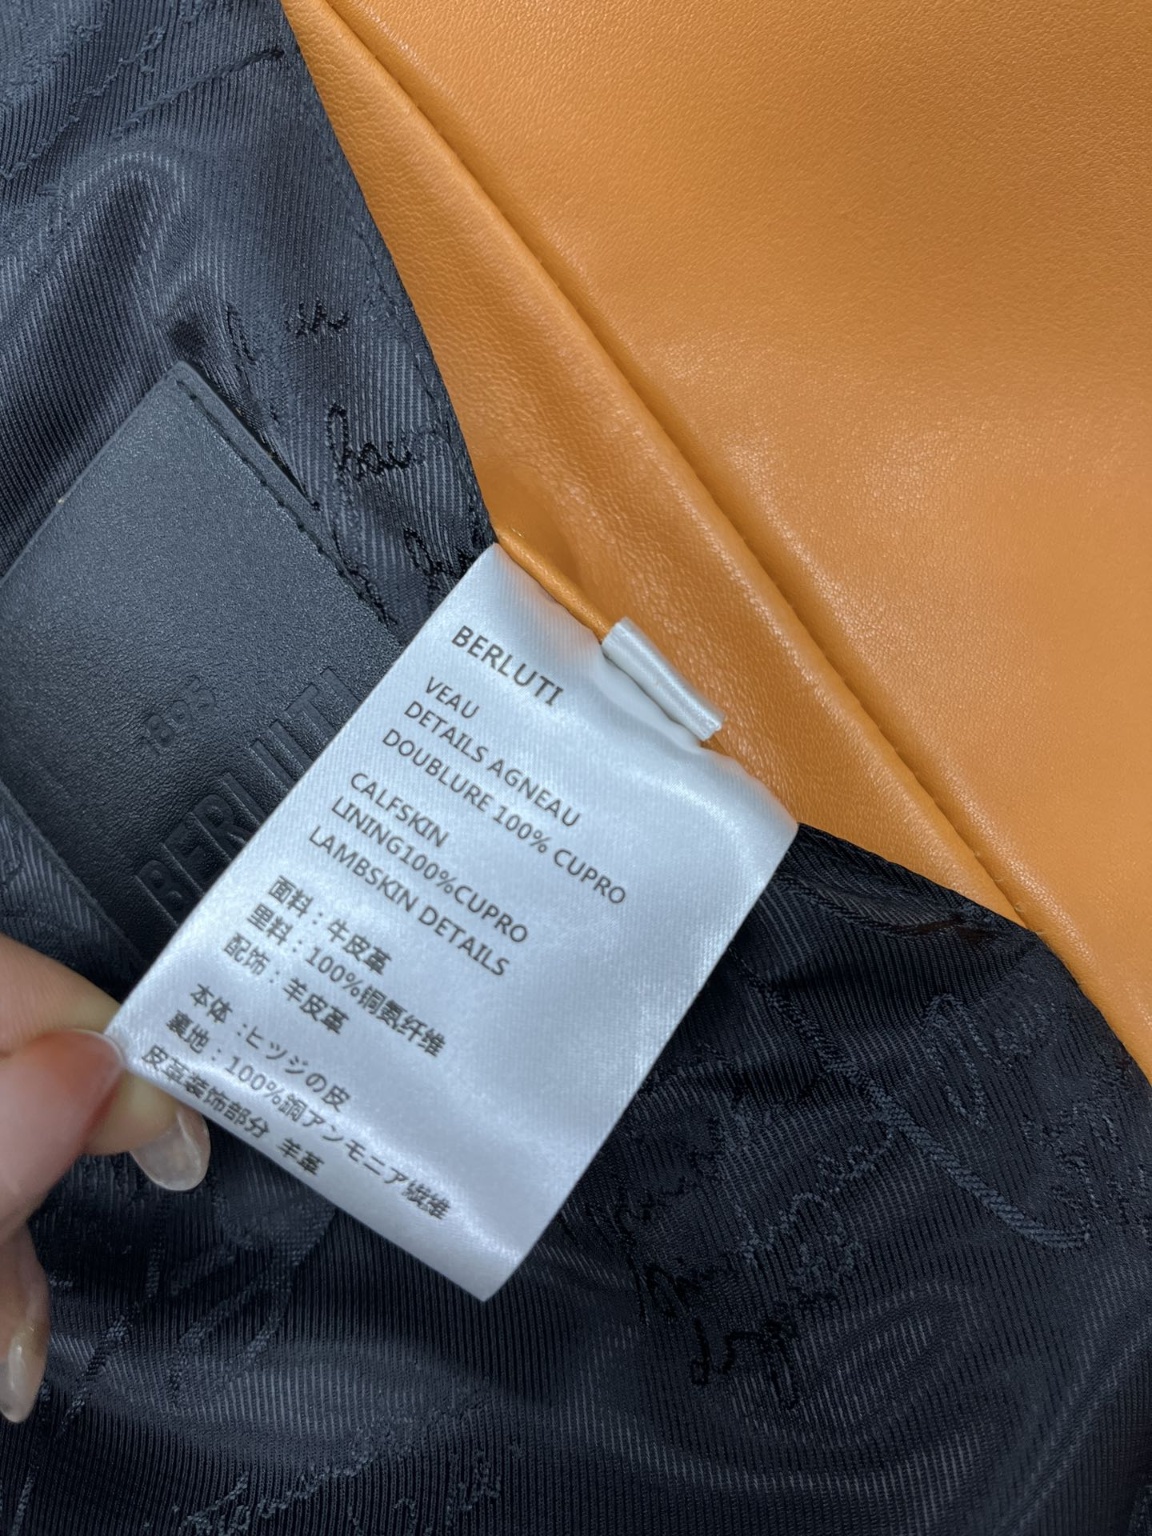 BERLUTI
VEAU
DETAILS AGNEAU
DOUBLURE 100% CUPRO
CALFSKIN
LINING100%CUPRO
LAMBSKIN DETAILS
面料：牛皮革
里料：100%铜氨纤维
配饰：羊皮革
本体：ヒツジの皮
裏地：100%銅アンモニア繊維
皮革装饰部分 羊革
1895
BERLUTI